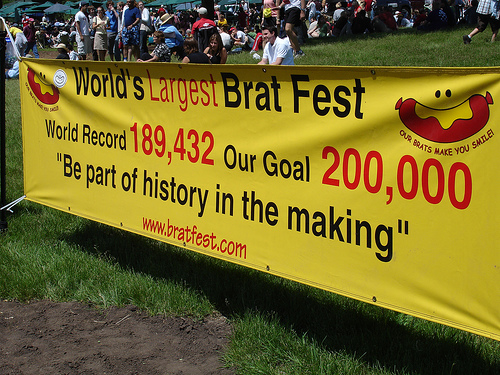 World's Largest Brat Fest
World Record 189,432 Our Goal 200,000
"Be part of history in the making"
www.bratfest.com
OUR BRATS MAKE YOU SMILE!